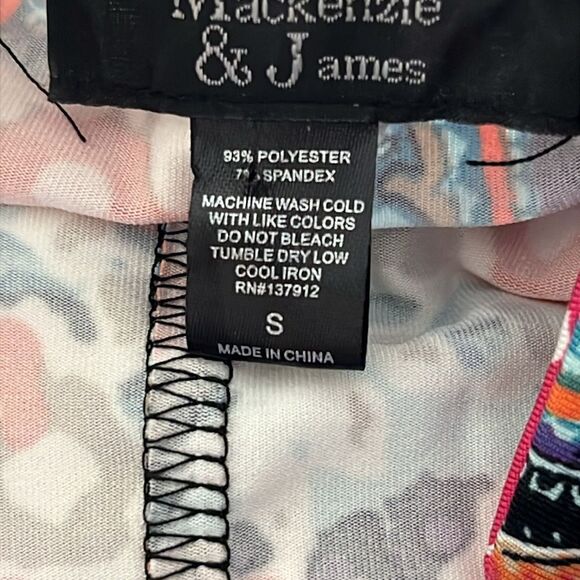 Mackenzie
& James
93% POLYESTER
7% SPANDEX
MACHINE WASH COLD
WITH LIKE COLORS
DO NOT BLEACH
TUMBLE DRY LOW
COOL IRON
RN#137912
S
MADE IN CHINA